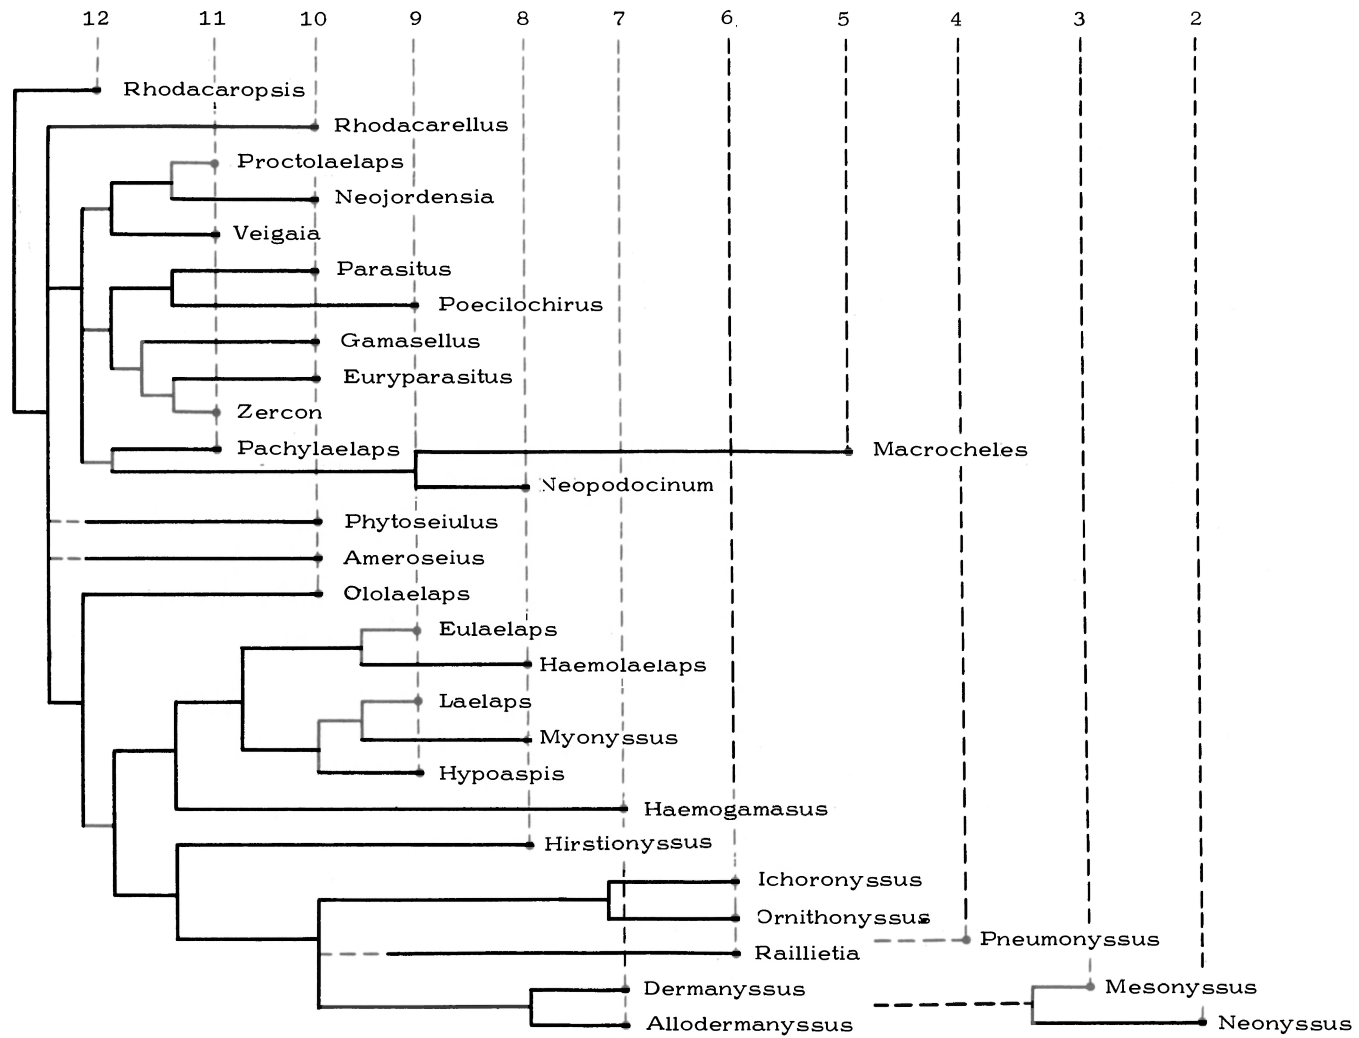 12 11 10 9 8 7 6 5 4 3 2
Rhodacaropsis
Rhodacarellus
Proctolaelaps
Neojordensia
Veigaia
Parasitus
Poecilochirus
Gamasellus
Euryparasitus
Zercon
Pachylaelaps Macrocheles
Neopodocinum
Phytoseiulus
Ameroseius
Ololaelaps
Eulaelaps
Haemolaelaps
Laelaps
Myonyssus
Hypoaspis
Haemogamasus
Hirstionyssus
Ichoronyssus
Ornithonyssus
Pneumonyssus
Raillietia
Dermanyssus Mesonyssus
Allodermanyssus Neonyssus